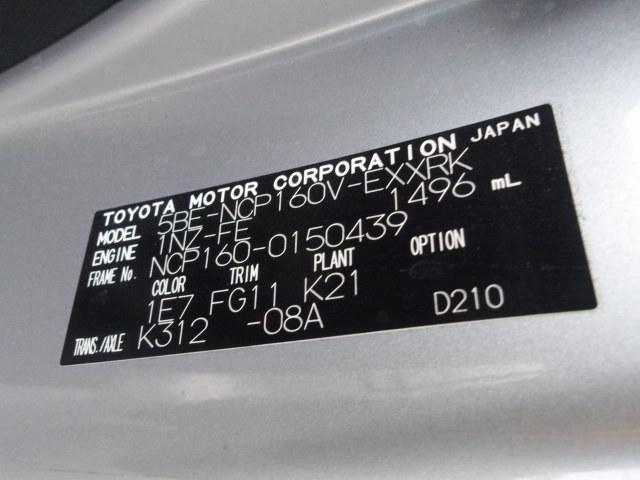 TOYOTA MOTOR CORPORATION JAPAN
MODEL 5BE-NCP160V-EXXRK
ENGINE 1NZ-FE 1496 mL
FRAME No. NCP160-0150439
COLOR TRIM PLANT OPTION
1E7 FG11 K21
TRANS./AXLE K312 -08A D210